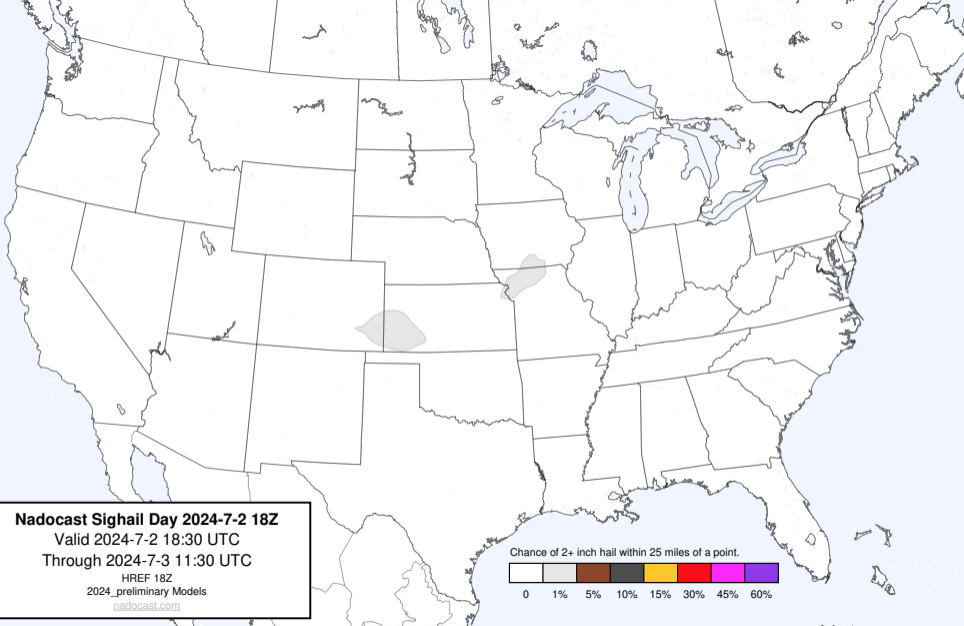 Nadocast Sighail Day 2024-7-2 18Z
Valid 2024-7-2 18:30 UTC
Through 2024-7-3 11:30 UTC
HREF 18Z
2024_preliminary Models
nadocast.com
Chance of 2+ inch hail within 25 miles of a point.
0 1% 5% 10% 15% 30% 45% 60%